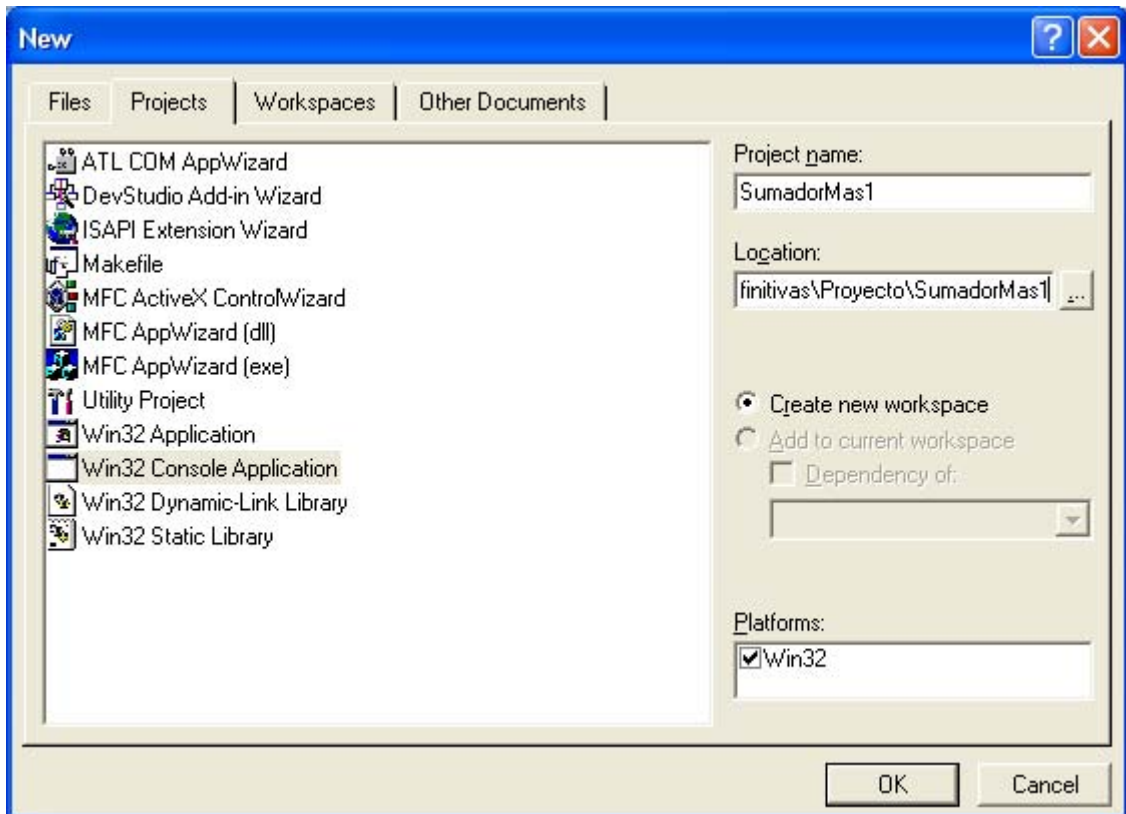 New
Files Projects Workspaces Other Documents
ATL COM AppWizard
DevStudio Add-in Wizard
ISAPI Extension Wizard
Makefile
MFC ActiveX ControlWizard
MFC AppWizard (dll)
MFC AppWizard (exe)
Utility Project
Win32 Application
Win32 Console Application
Win32 Dynamic-Link Library
Win32 Static Library
Project name:
SumadorMas1
Location:
finitivas\Proyecto\SumadorMas1 ...
Create new workspace
Add to current workspace
Dependency of:
Platforms:
Win32
OK Cancel